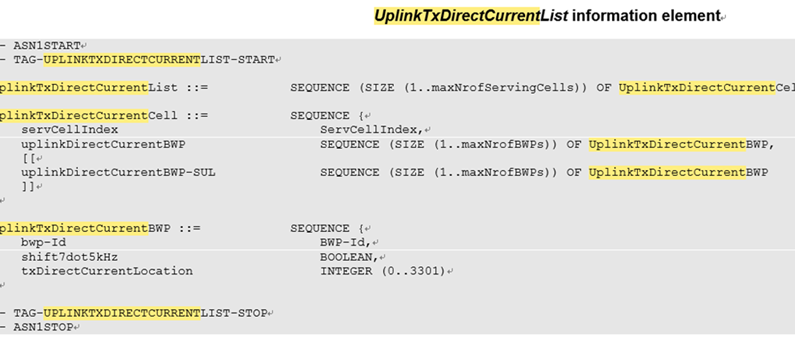 UplinkTxDirectCurrentList information element
- ASN1START
- TAG-UPLINKTXDIRECTCURRENTLIST-START
plinkTxDirectCurrentList ::= SEQUENCE (SIZE (1..maxNrofServingCells)) OF UplinkTxDirectCurrentCel
plinkTxDirectCurrentCell ::= SEQUENCE {
servCellIndex ServCellIndex,
uplinkDirectCurrentBWP SEQUENCE (SIZE (1..maxNrofBWPs)) OF UplinkTxDirectCurrentBWP,
[[
uplinkDirectCurrentBWP-SUL SEQUENCE (SIZE (1..maxNrofBWPs)) OF UplinkTxDirectCurrentBWP
]]
plinkTxDirectCurrentBWP ::= SEQUENCE {
bwp-Id BWP-Id,
shift7dot5kHz BOOLEAN,
txDirectCurrentLocation INTEGER (0..3301)
- TAG-UPLINKTXDIRECTCURRENTLIST-STOP
- ASN1STOP